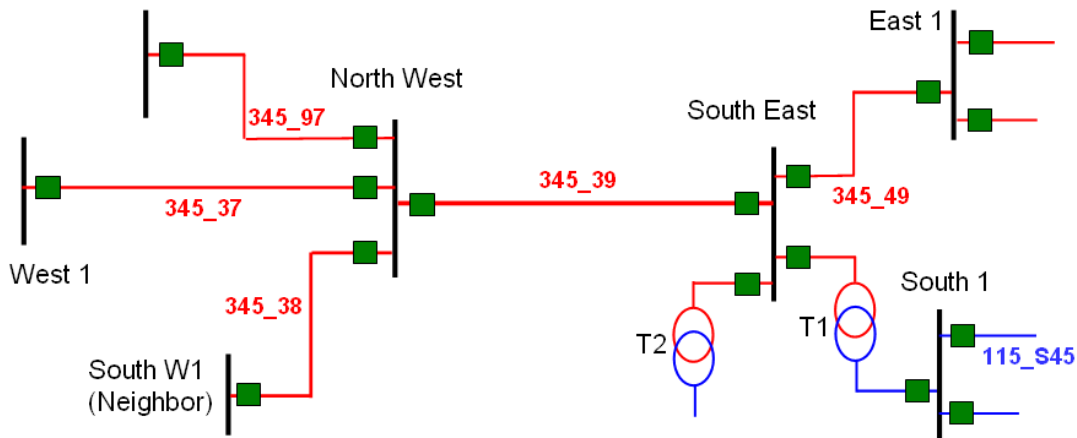 East 1
North West
South East
345_97
345_39
345_37
345_49
West 1
South 1
345_38
T1
T2
115_S45
South W1
(Neighbor)